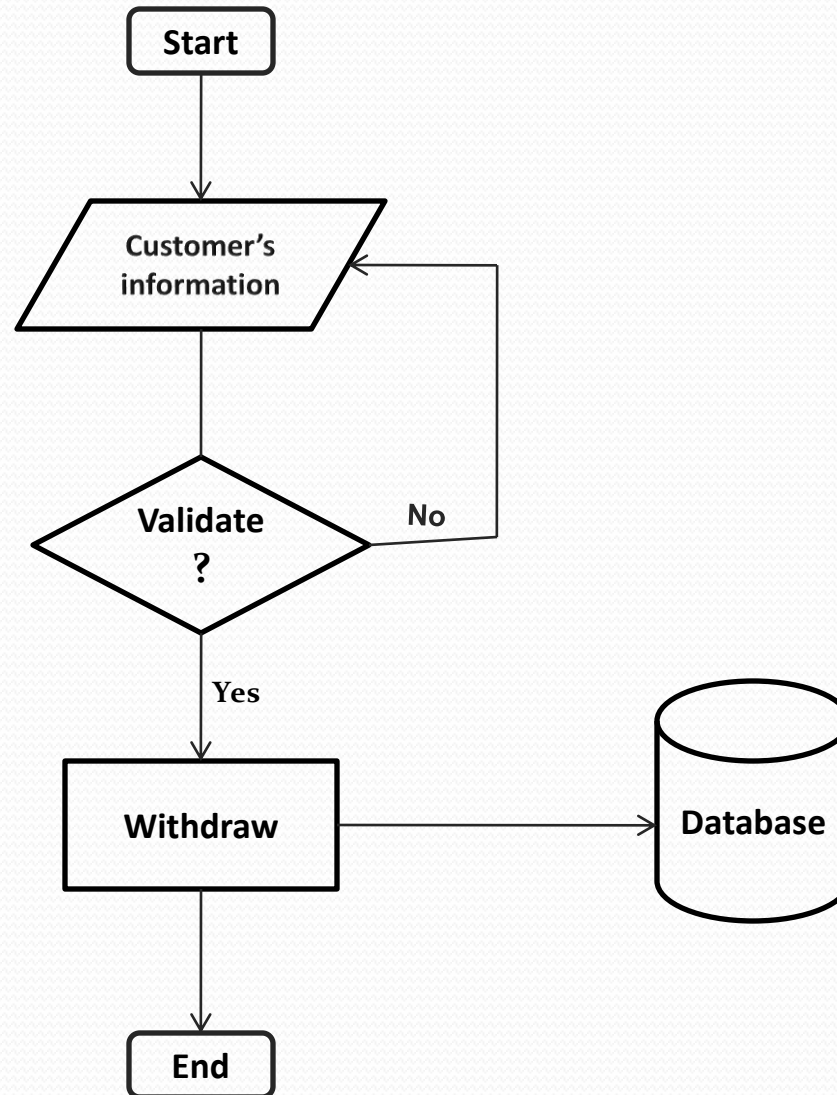 Start
Customer’s
information
Validate
?
No
Yes
Withdraw
Database
End